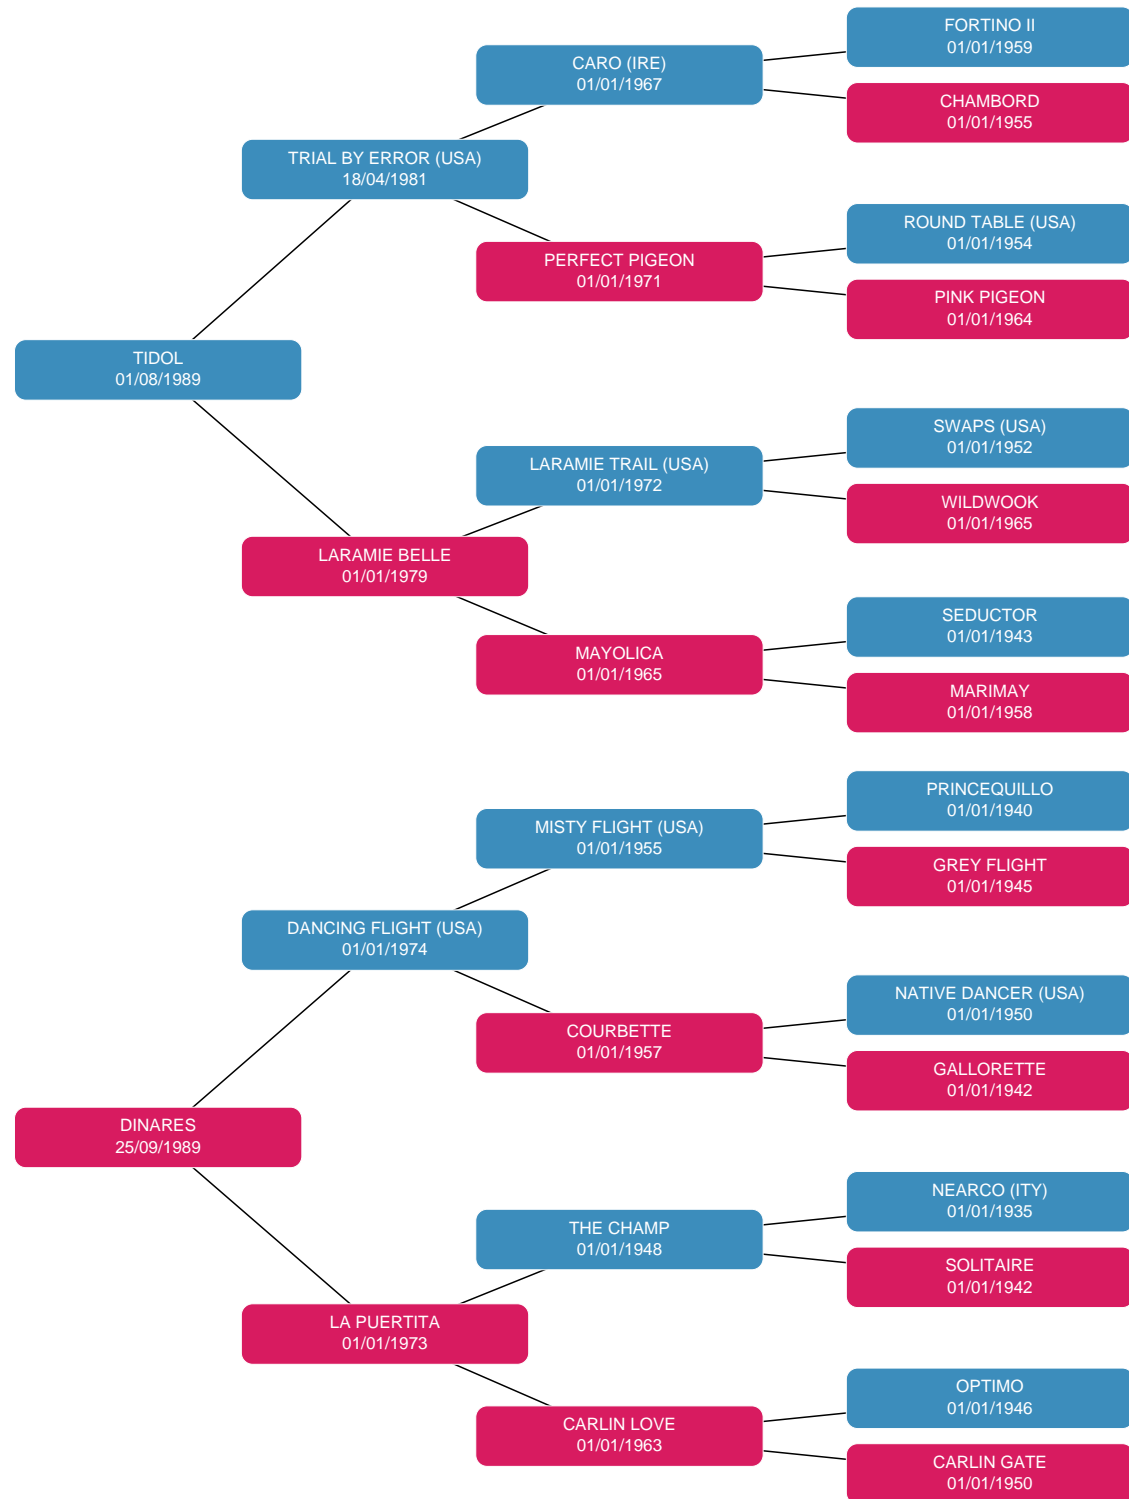 FORTINO II
01/01/1959
CARO (IRE)
01/01/1967
CHAMBORD
01/01/1955
TRIAL BY ERROR (USA)
18/04/1981
ROUND TABLE (USA)
01/01/1954
PERFECT PIGEON
01/01/1971
PINK PIGEON
01/01/1964
TIDOL
01/08/1989
SWAPS (USA)
01/01/1952
LARAMIE TRAIL (USA)
01/01/1972
WILDWOOK
01/01/1965
LARAMIE BELLE
01/01/1979
SEDUCTOR
01/01/1943
MAYOLICA
01/01/1965
MARIMAY
01/01/1958
PRINCEQUILLO
01/01/1940
MISTY FLIGHT (USA)
01/01/1955
GREY FLIGHT
01/01/1945
DANCING FLIGHT (USA)
01/01/1974
NATIVE DANCER (USA)
01/01/1950
COURBETTE
01/01/1957
GALLORETTE
01/01/1942
DINARES
25/09/1989
NEARCO (ITY)
01/01/1935
THE CHAMP
01/01/1948
SOLITAIRE
01/01/1942
LA PUERTITA
01/01/1973
OPTIMO
01/01/1946
CARLIN LOVE
01/01/1963
CARLIN GATE
01/01/1950